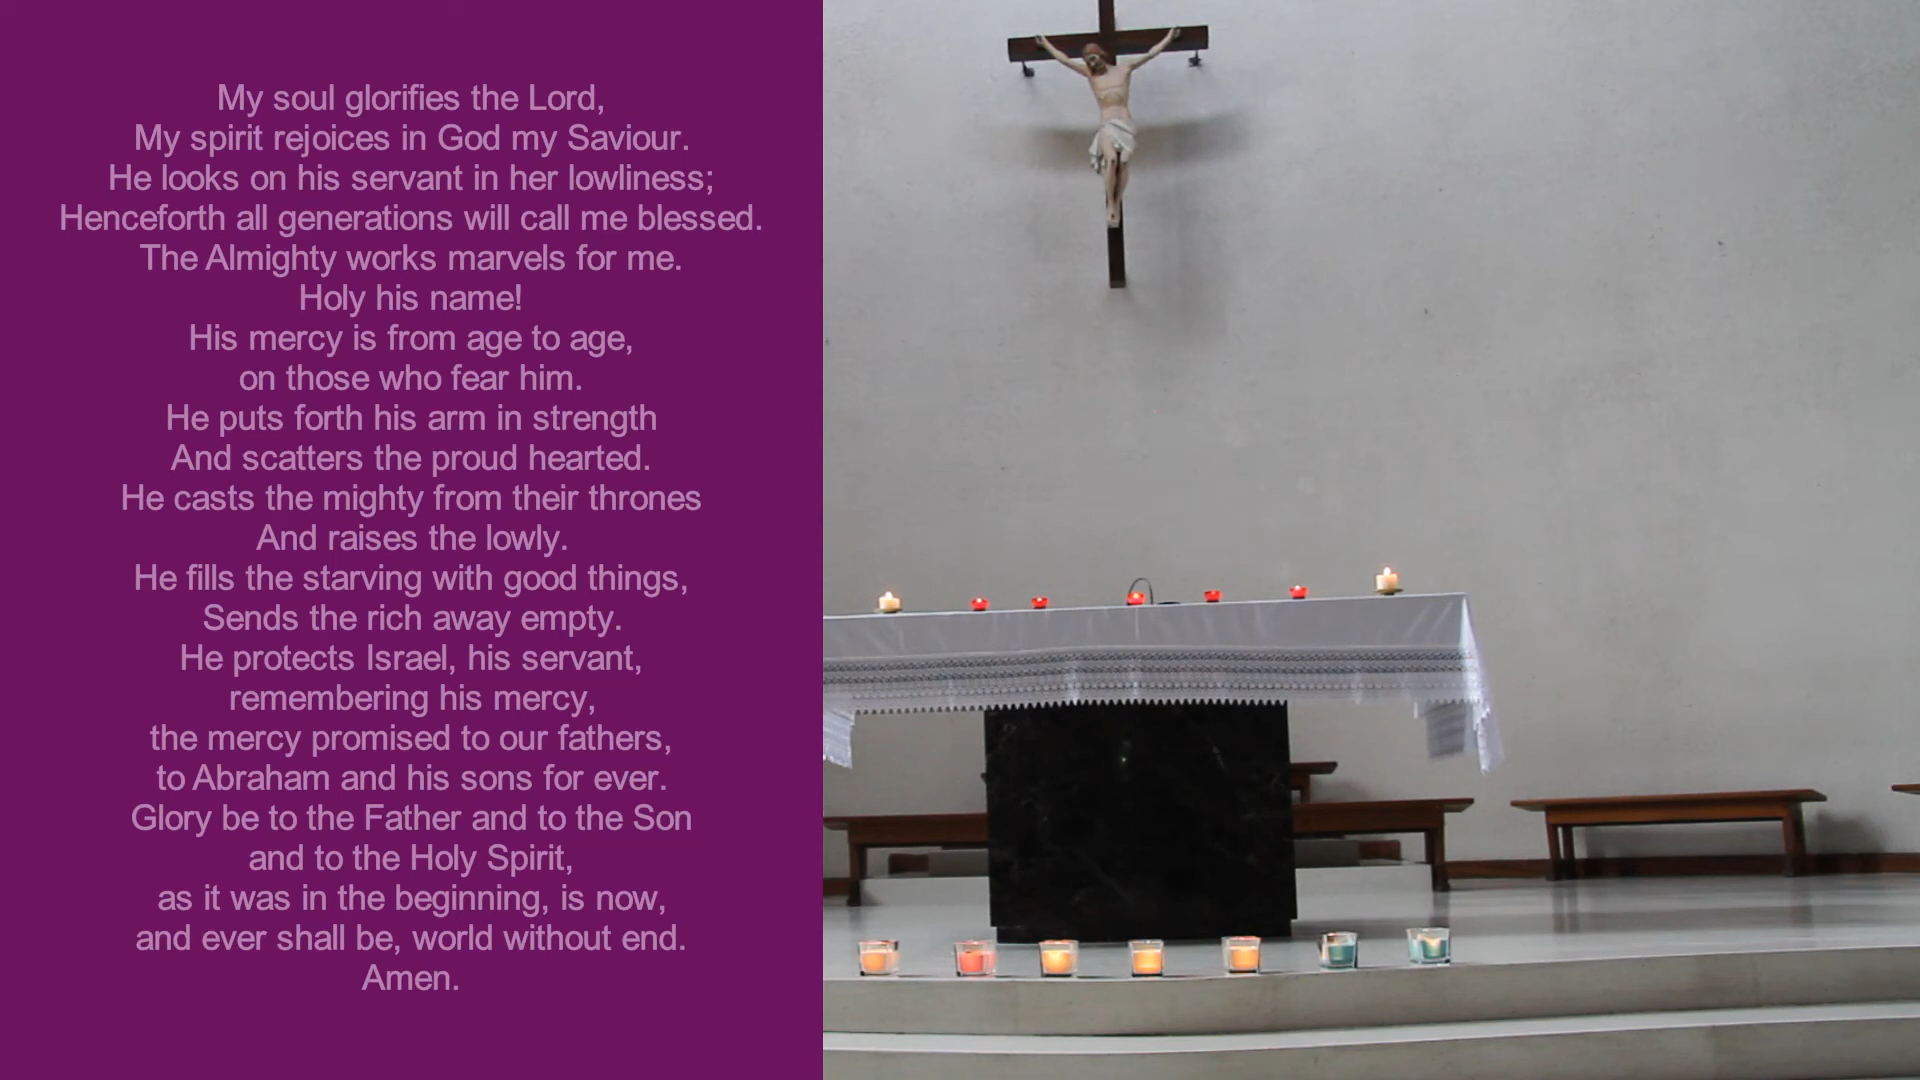 My soul glorifies the Lord,
My spirit rejoices in God my Saviour.
He looks on his servant in her lowliness;
Henceforth all generations will call me blessed.
The Almighty works marvels for me.
Holy his name!
His mercy is from age to age,
on those who fear him.
He puts forth his arm in strength
And scatters the proud hearted.
He casts the mighty from their thrones
And raises the lowly.
He fills the starving with good things,
Sends the rich away empty.
He protects Israel, his servant,
remembering his mercy,
the mercy promised to our fathers,
to Abraham and his sons for ever.
Glory be to the Father and to the Son
and to the Holy Spirit,
as it was in the beginning, is now,
and ever shall be, world without end.
Amen.